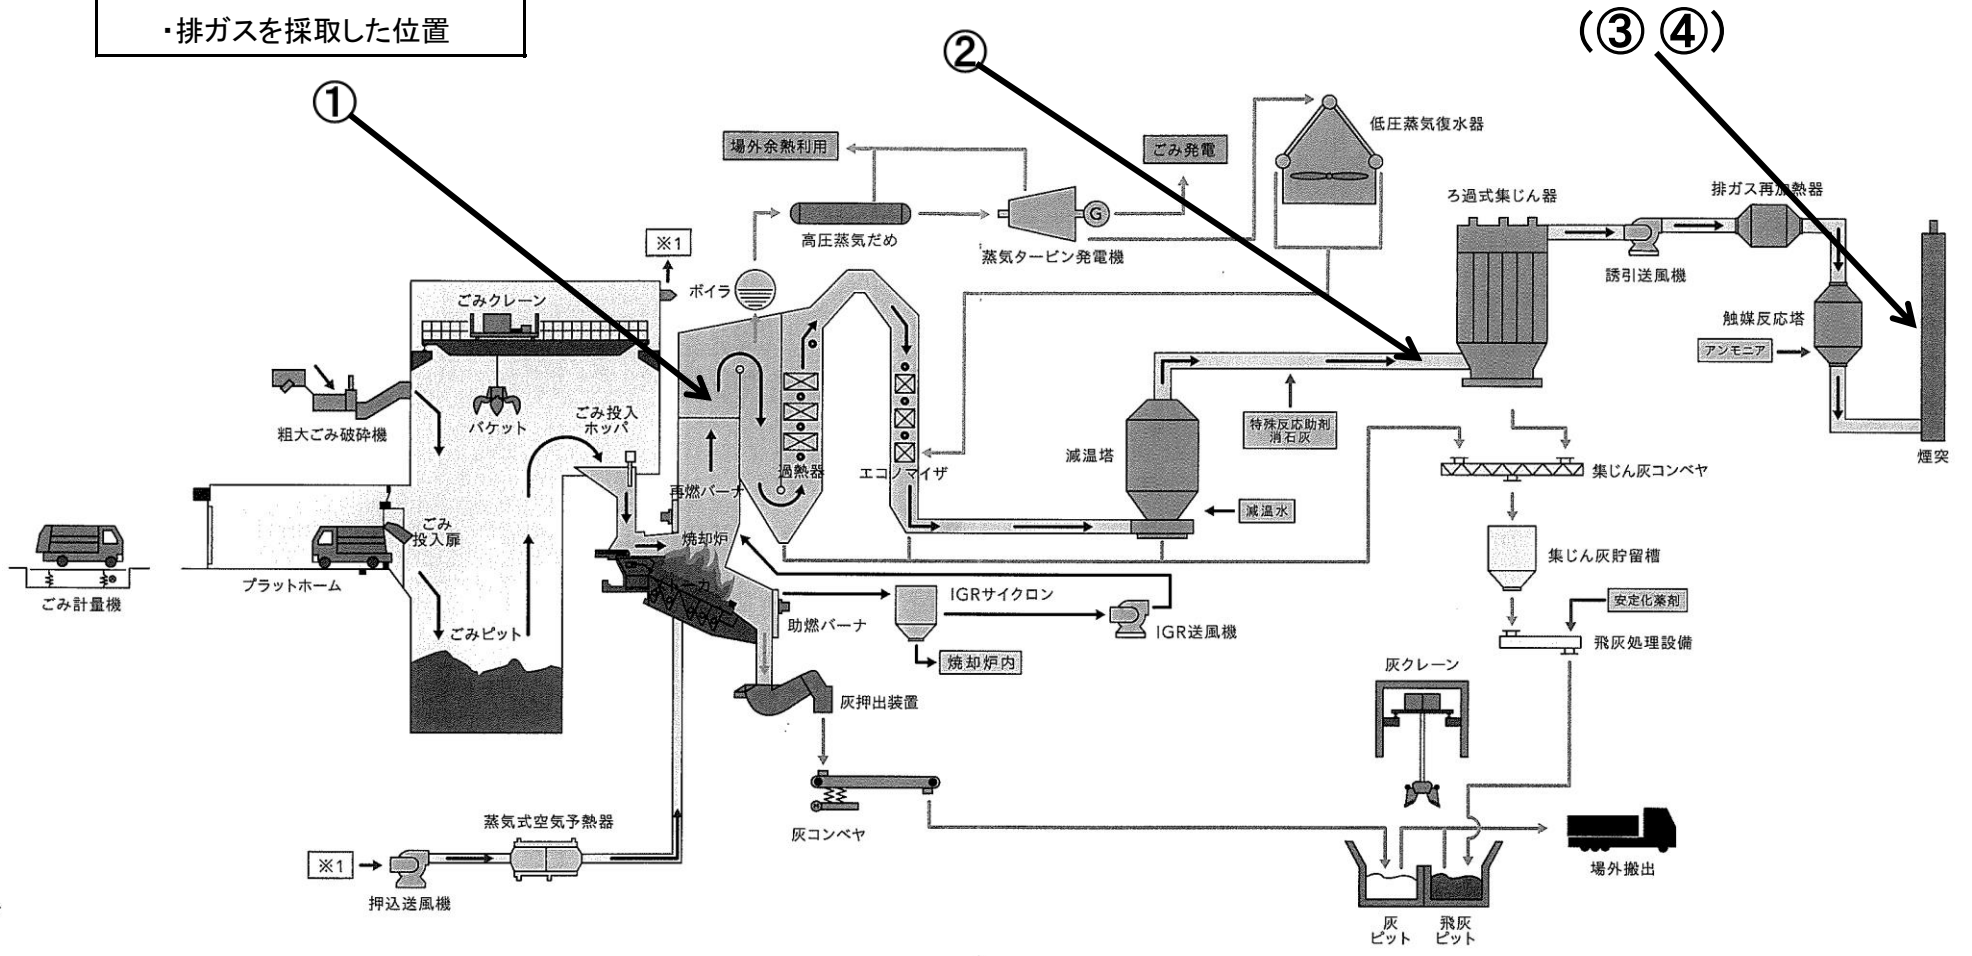 ・排ガスを採取した位置
①
②
(③ ④)
低圧蒸気復水器
場外余熱利用
ごみ発電
G
高圧蒸気だめ
蒸気タービン発電機
ろ過式集じん器
排ガス再加熱器
誘引送風機
触媒反応塔
アンモニア
煙突
※1
ボイラ
ごみクレーン
バケット
ごみ投入
ホッパ
粗大ごみ破砕機
過熱器
エコノマイザ
再燃バーナ
減温塔
減温水
特殊反応助剤
消石灰
集じん灰コンベヤ
集じん灰貯留槽
安定化薬剤
飛灰処理設備
ごみ
投入扉
プラットホーム
ごみ計量機
ごみピット
焼却炉
ストーカ
助燃バーナ
IGRサイクロン
IGR送風機
焼却炉内
灰押出装置
灰コンベヤ
灰クレーン
場外搬出
灰
ピット
飛灰
ピット
蒸気式空気予熱器
※1
押込送風機